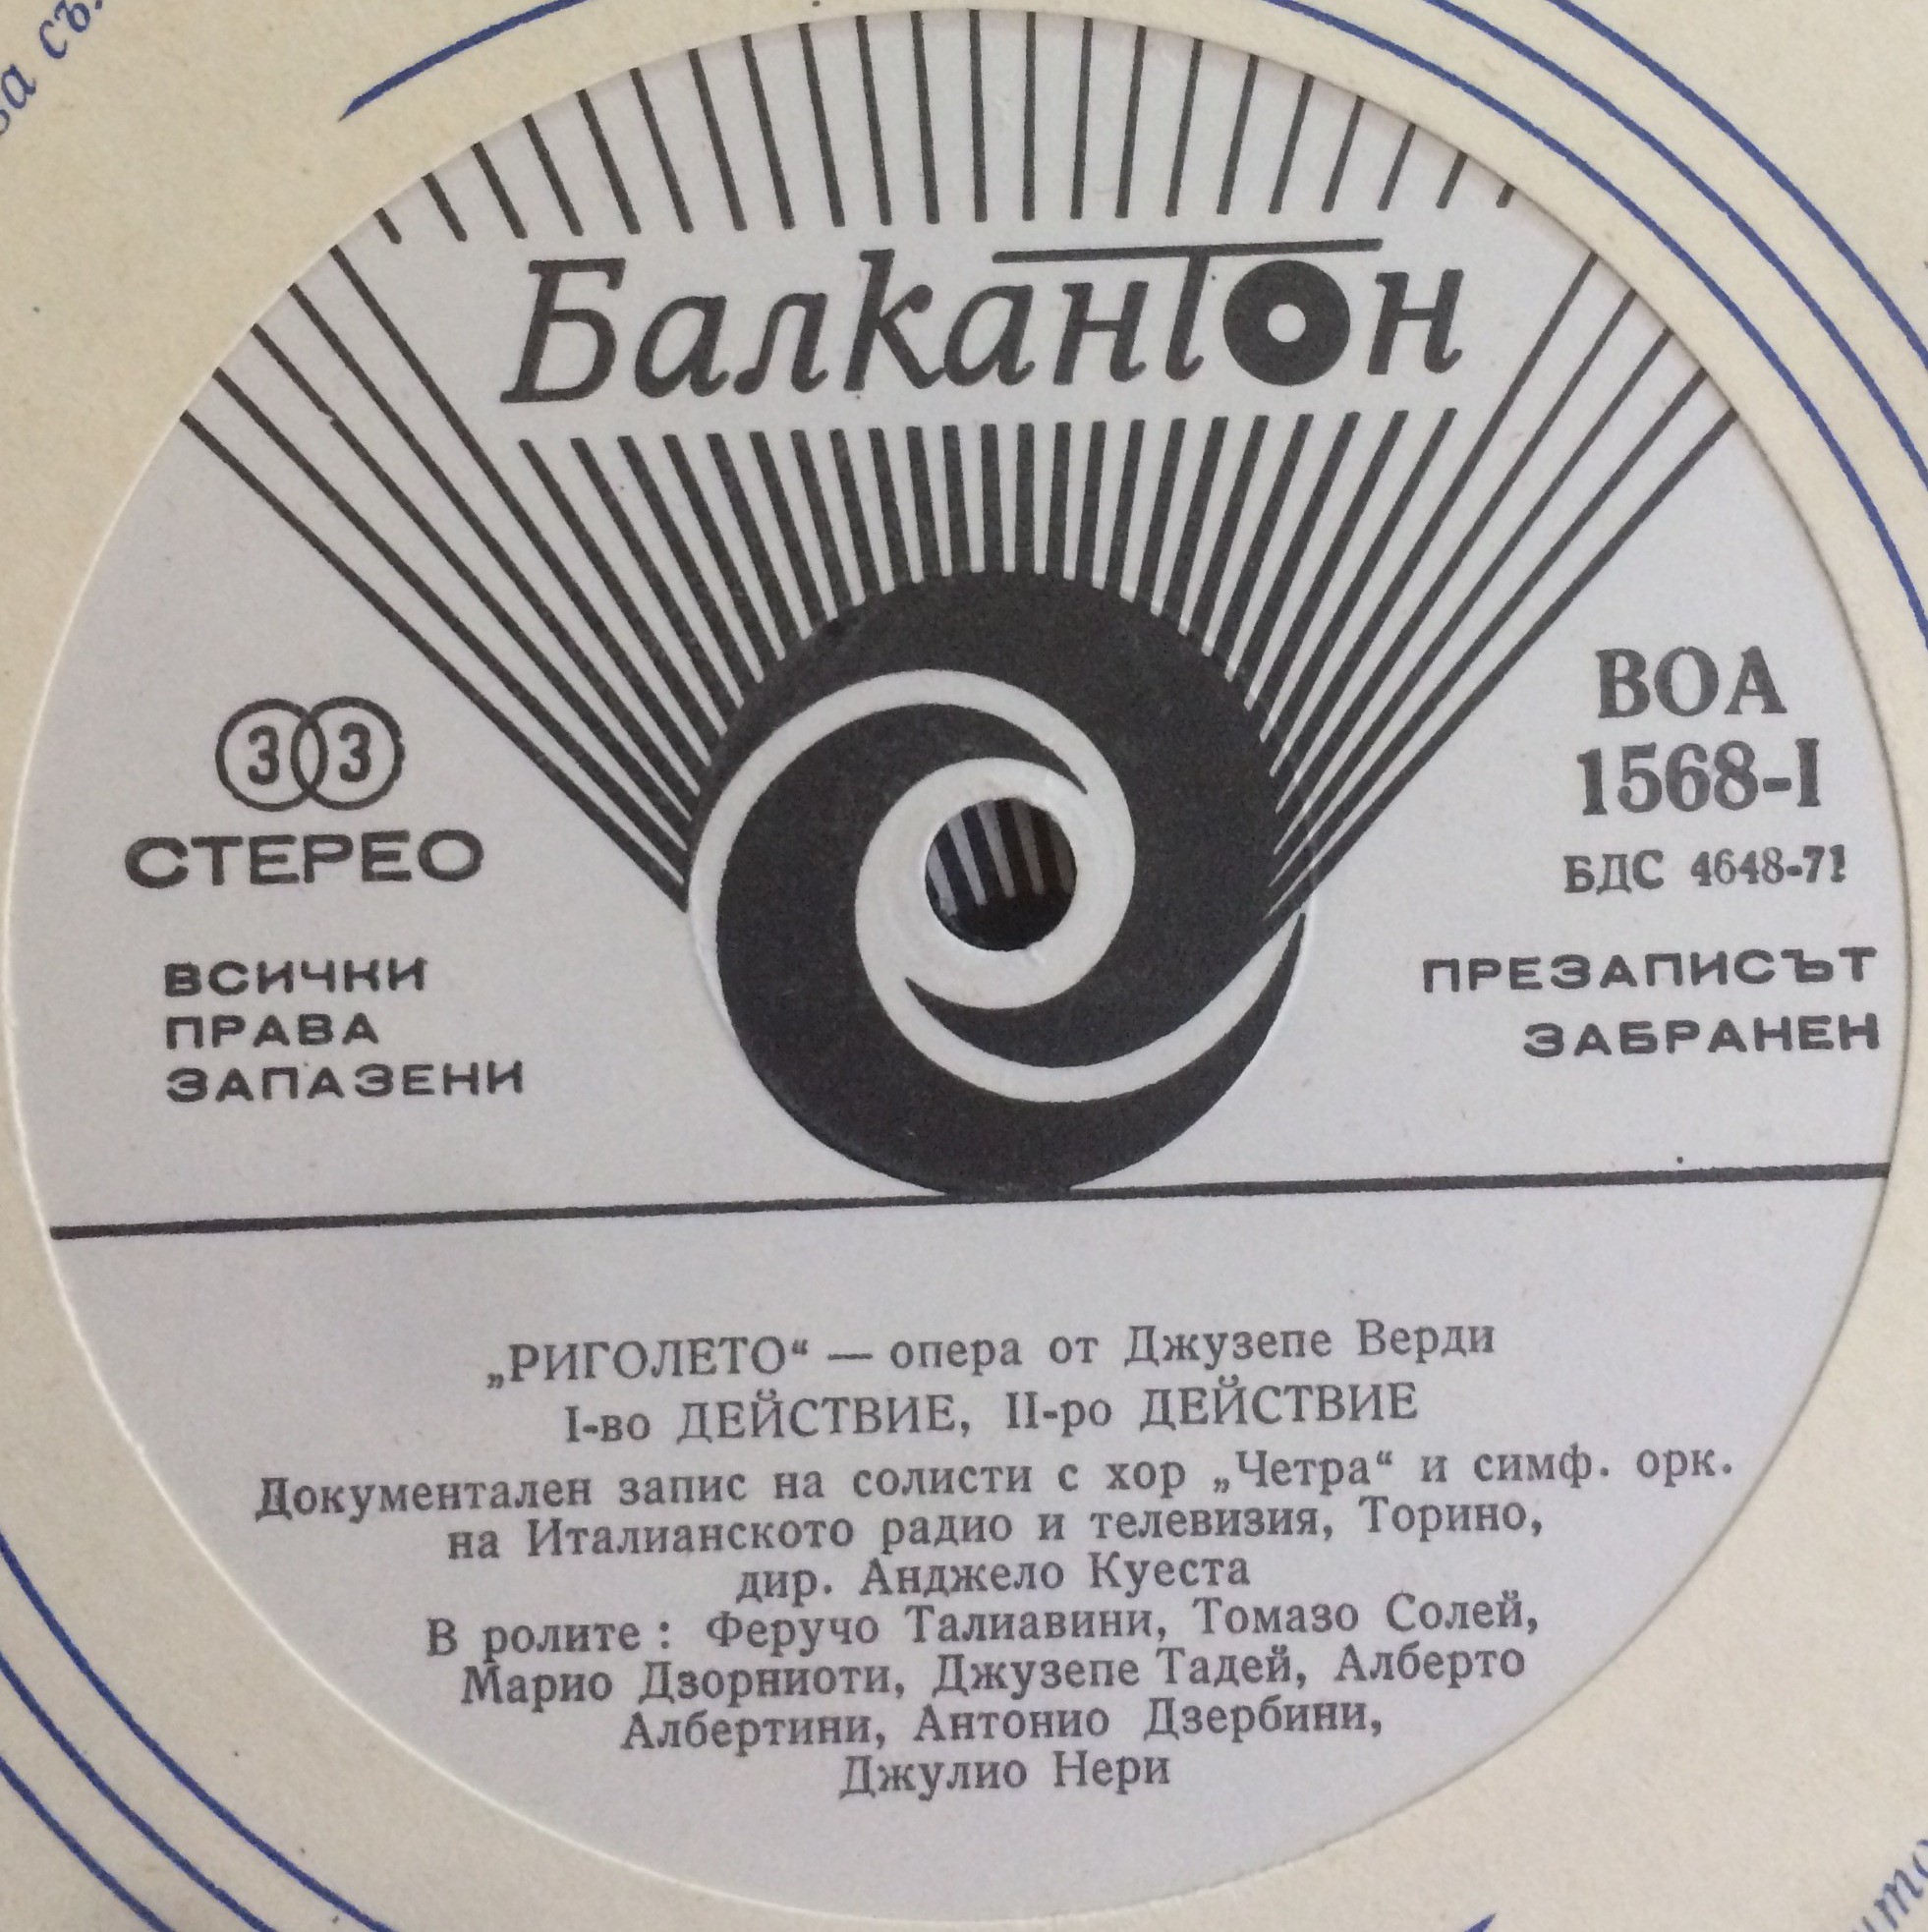 Балкантон
33
СТЕРЕО
ВСИЧКИ
ПРАВА
ЗАПАЗЕНИ
ВОА
1568-I
БДС 4648-71
ПРЕЗАПИСЪТ
ЗАБРАНЕН
„РИГОЛЕТО“ — опера от Джузепе Верди
I-во ДЕЙСТВИЕ, II-ро ДЕЙСТВИЕ
Документален запис на солисти с хор „Четра“ и симф. орк.
на Италианското радио и телевизия, Торино,
дир. Анджело Куеста
В ролите : Феручо Талиавини, Томазо Солей,
Марио Дзорниоти, Джузепе Тадей, Алберто
Албертини, Антонио Дзербини,
Джулио Нери